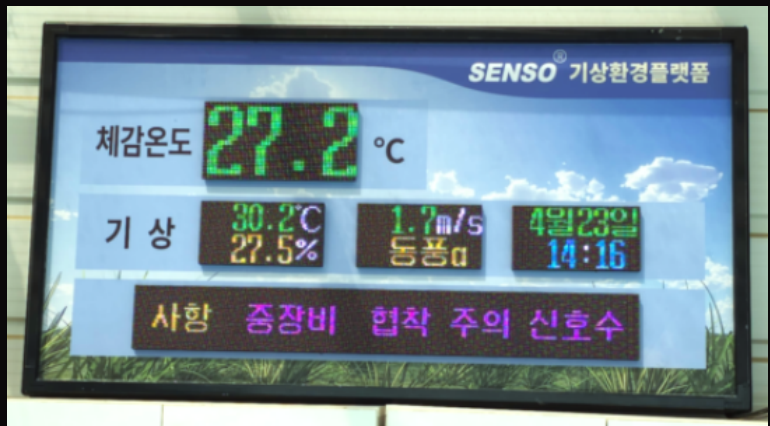 SENSO® 기상환경플랫폼
체감온도 27.2 °C
기 상 30.2℃ 1.7m/s 4월23일
27.5% 동풍α 14:16
사항 중장비 협착 주의 신호수